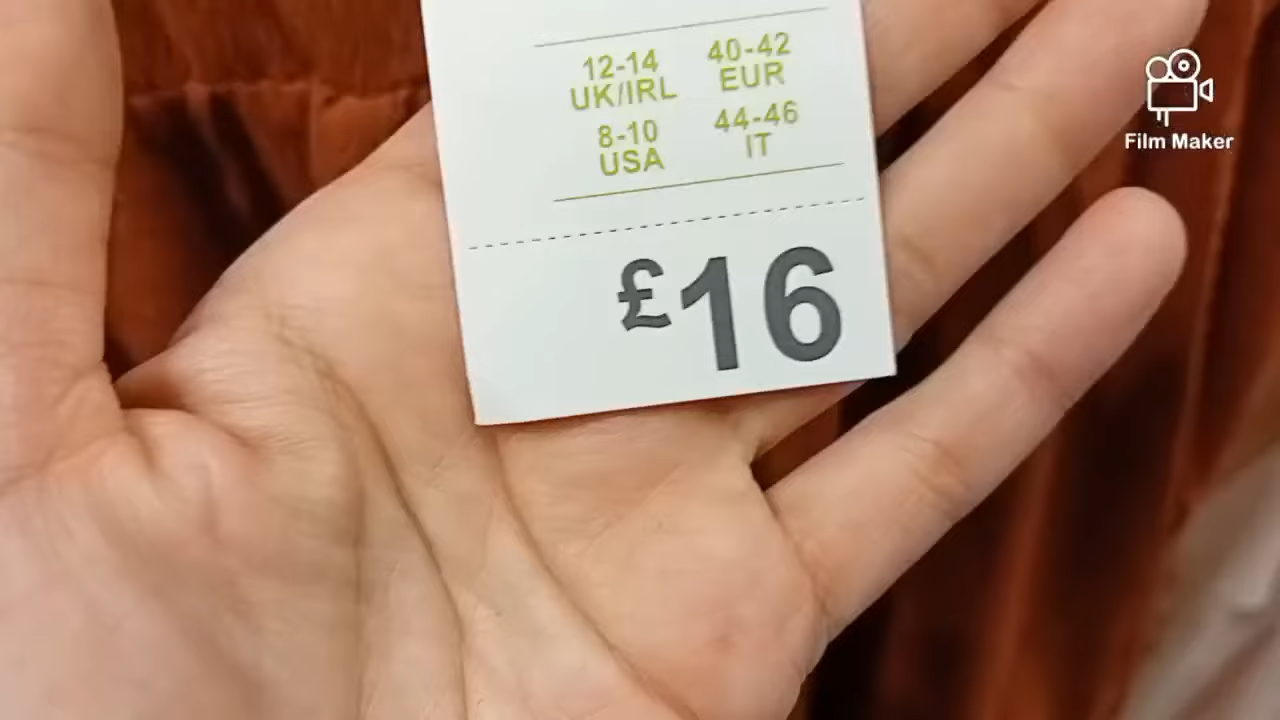 12-14 40-42
UK/IRL EUR
8-10 44-46
USA IT
£16
Film Maker